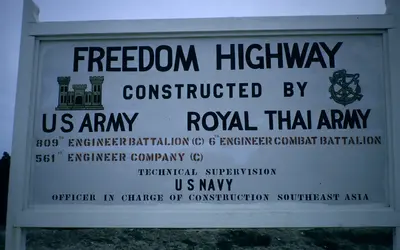 FREEDOM HIGHWAY
CONSTRUCTED BY
US ARMY ROYAL THAI ARMY
809TH ENGINEER BATTALION (C) 6TH ENGINEER COMBAT BATTALION
561ST ENGINEER COMPANY (C)
TECHNICAL SUPERVISION
US NAVY
OFFICER IN CHARGE OF CONSTRUCTION SOUTHEAST ASIA